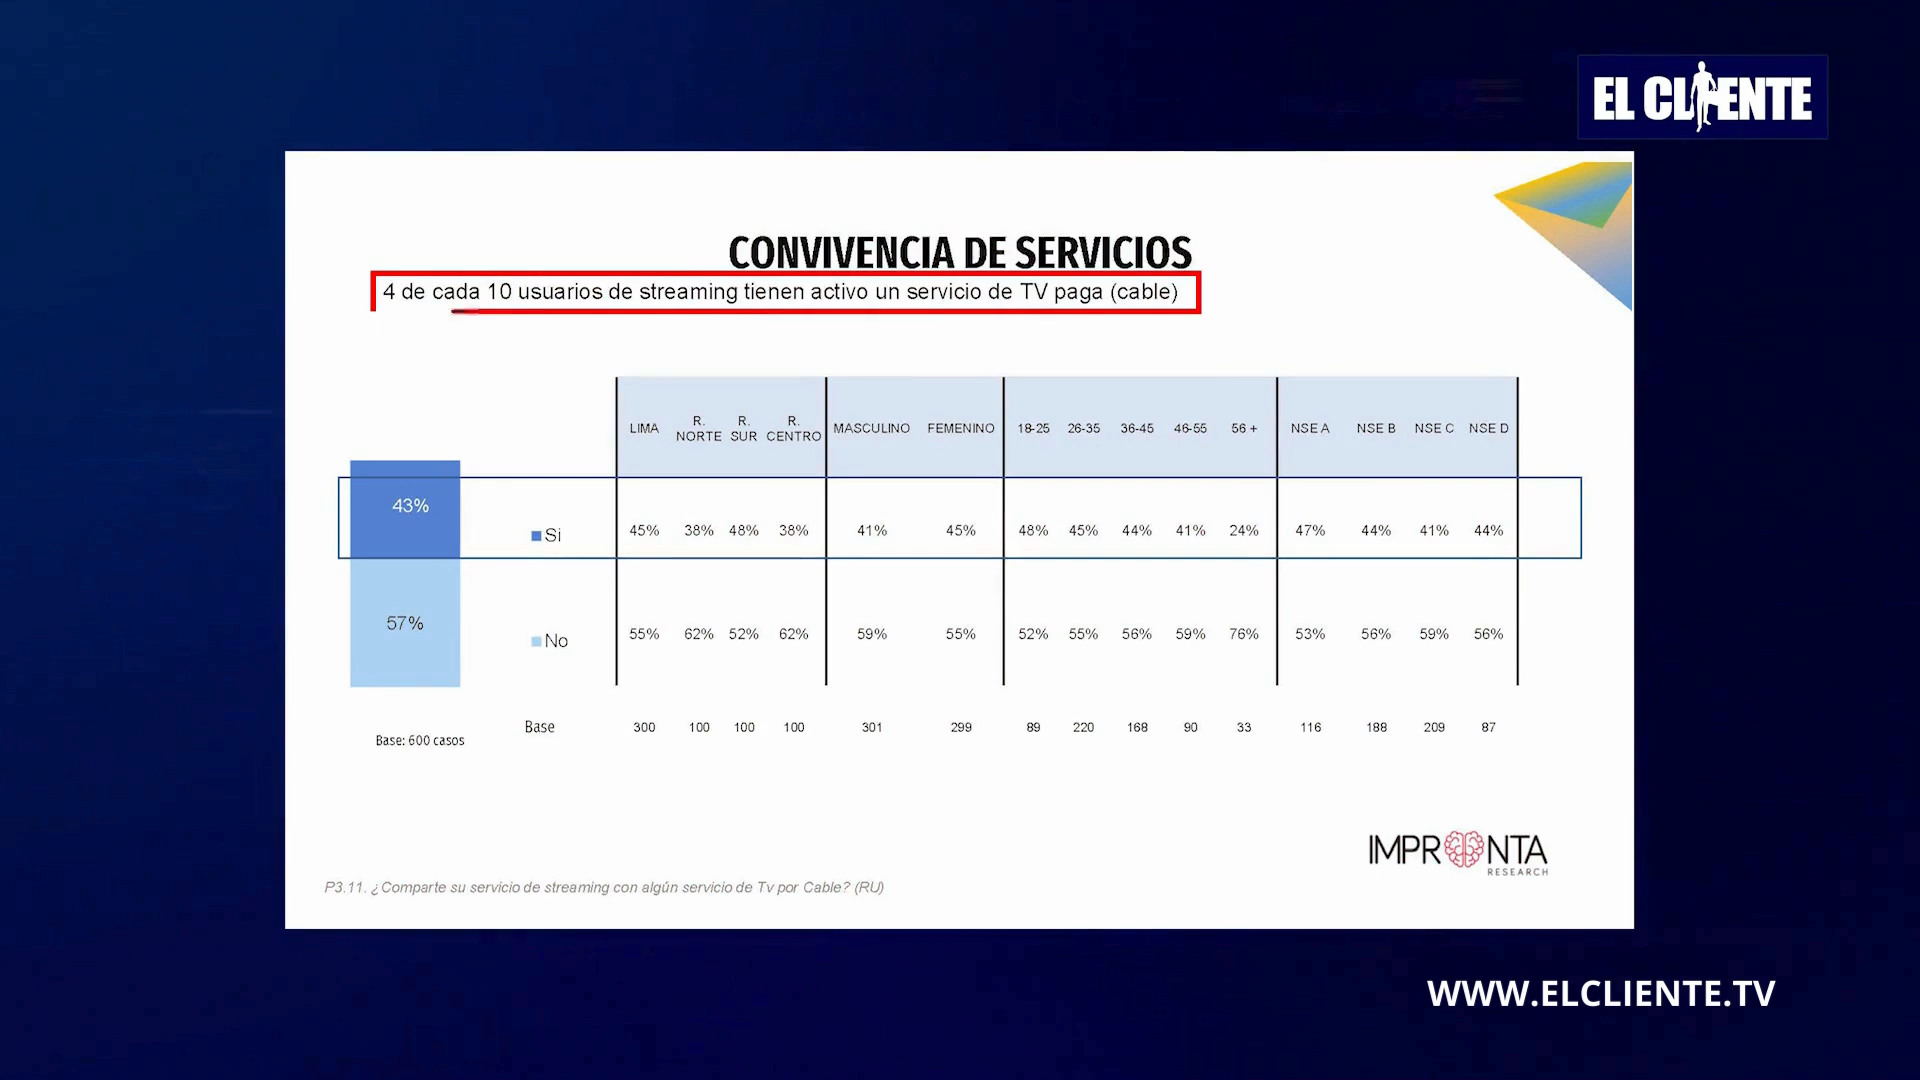 EL CLIENTE
CONVIVENCIA DE SERVICIOS
4 de cada 10 usuarios de streaming tienen activo un servicio de TV paga (cable)
LIMA R. NORTE R. SUR R. CENTRO MASCULINO FEMENINO 18-25 26-35 36-45 46-55 56 + NSE A NSE B NSE C NSE D
43% Si 45% 38% 48% 38% 41% 45% 48% 45% 44% 41% 24% 47% 44% 41% 44%
57% No 55% 62% 52% 62% 59% 55% 52% 55% 56% 59% 76% 53% 56% 59% 56%
Base 300 100 100 100 301 299 89 220 168 90 33 116 188 209 87
Base: 600 casos
IMPRONTA
RESEARCH
P3.11. ¿Comparte su servicio de streaming con algún servicio de Tv por Cable? (RU)
WWW.ELCLIENTE.TV